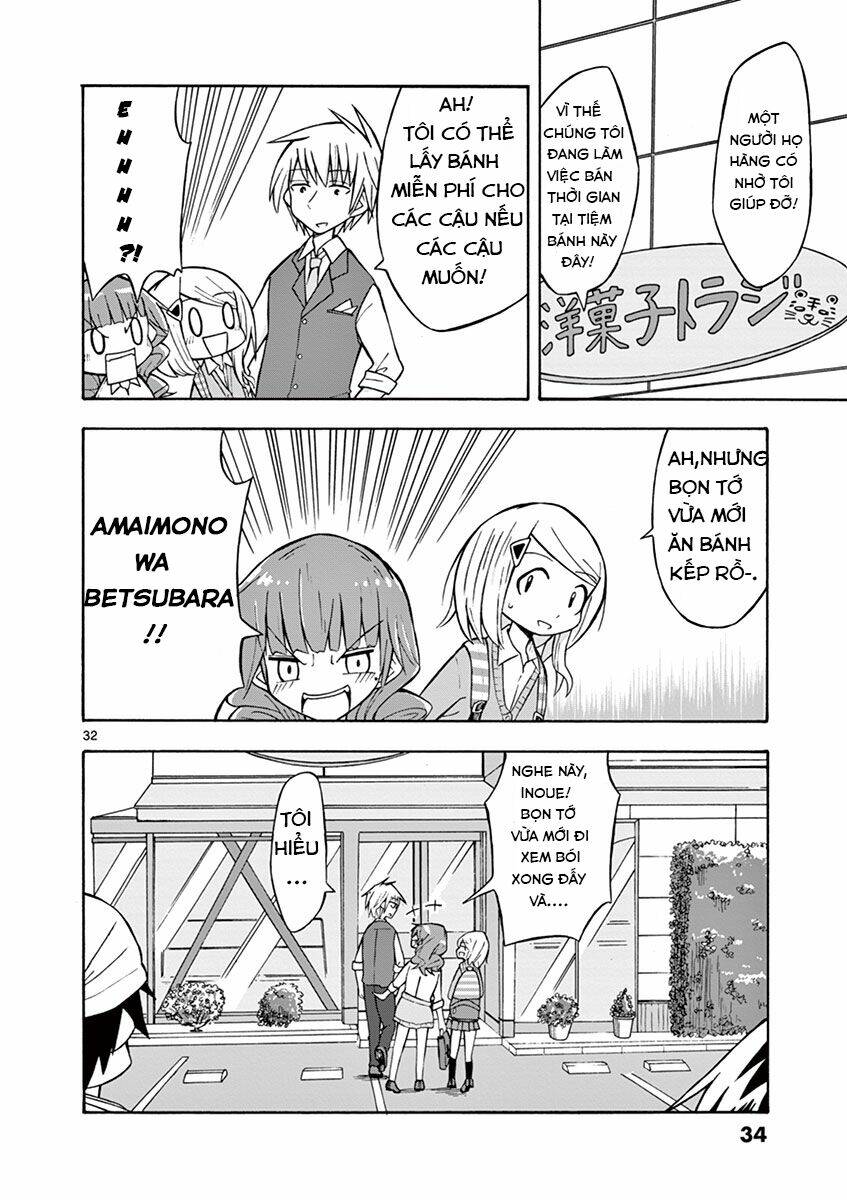 MỘT
NGƯỜI HỌ
HÀNG CÓ
NHỜ TÔI
GIÚP ĐỠ!
VÌ THẾ
CHÚNG TÔI
ĐANG LÀM
VIỆC BÁN
THỜI GIAN
TẠI TIỆM
BÁNH NÀY
ĐÂY!
洋菓子トラジ
AH!
TÔI CÓ THỂ
LẤY BÁNH
MIỄN PHÍ CHO
CÁC CẬU NẾU
CÁC CẬU
MUỐN!
EHHHH?!
AH,NHƯNG
BỌN TỚ
VỪA MỚI
ĂN BÁNH
KẾP RỒ-.
AMAIMONO
WA
BETSUBARA
!!
32
NGHE NÀY,
INOUE!
BỌN TỚ
VỪA MỚI ĐI
XEM BÓI
XONG ĐẤY
VÀ....
TÔI
HIỂU
...
34